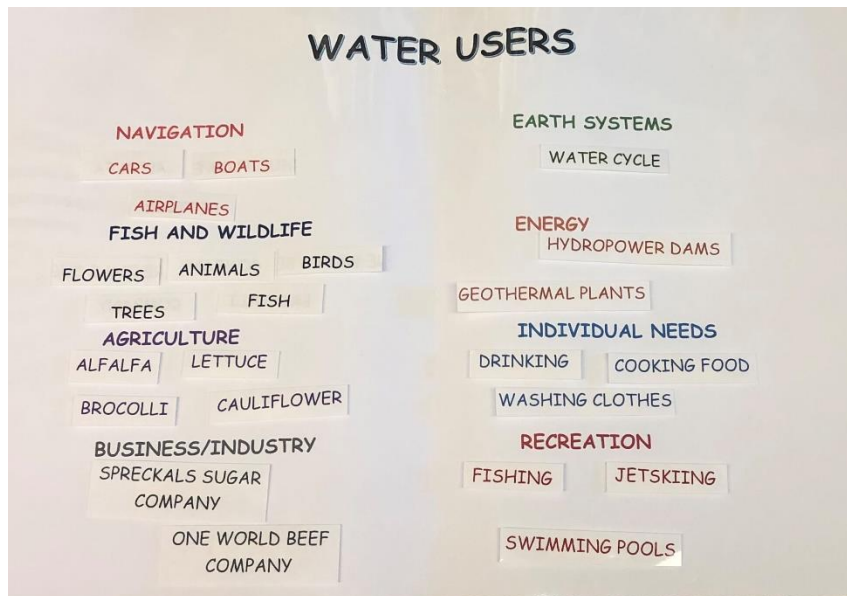 WATER USERS
NAVIGATION
CARS
BOATS
AIRPLANES
FISH AND WILDLIFE
FLOWERS
ANIMALS
BIRDS
TREES
FISH
AGRICULTURE
ALFALFA
LETTUCE
BROCOLLI
CAULIFLOWER
BUSINESS/INDUSTRY
SPRECKALS SUGAR
COMPANY
ONE WORLD BEEF
COMPANY
EARTH SYSTEMS
WATER CYCLE
ENERGY
HYDROPOWER DAMS
GEOTHERMAL PLANTS
INDIVIDUAL NEEDS
DRINKING
COOKING FOOD
WASHING CLOTHES
RECREATION
FISHING
JETSKIING
SWIMMING POOLS